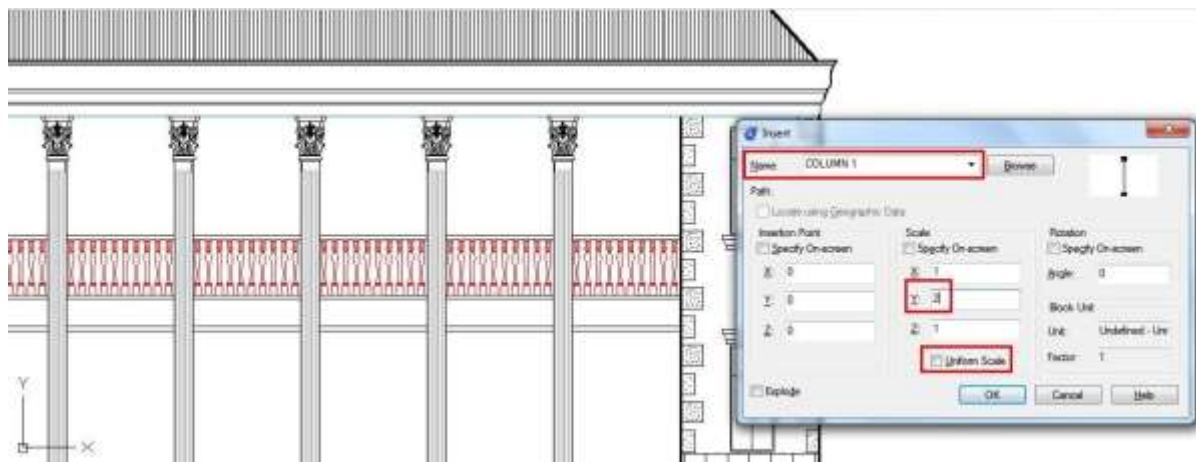 Insert
Name: COLUMN 1 Browse
Path:
Locate using Geographic Data
Insertion Point Scale Rotation
Specify On-screen Specify On-screen Specify On-screen
X: 0 X: 1 Angle: 0
Y: 0 Y: 2 Block Unit
Z: 0 Z: 1 Unit: Undefined - Uni
Uniform Scale Factor: 1
Explode OK Cancel Help
Y
X